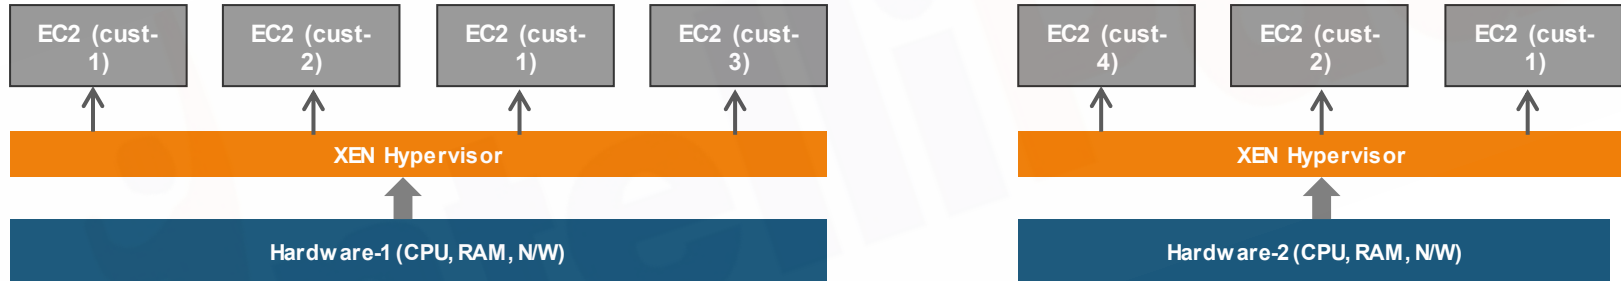 EC2 (cust-
1)
EC2 (cust-
2)
EC2 (cust-
1)
EC2 (cust-
3)
XEN Hypervisor
Hardware-1 (CPU, RAM, N/W)
EC2 (cust-
4)
EC2 (cust-
2)
EC2 (cust-
1)
XEN Hypervisor
Hardware-2 (CPU, RAM, N/W)